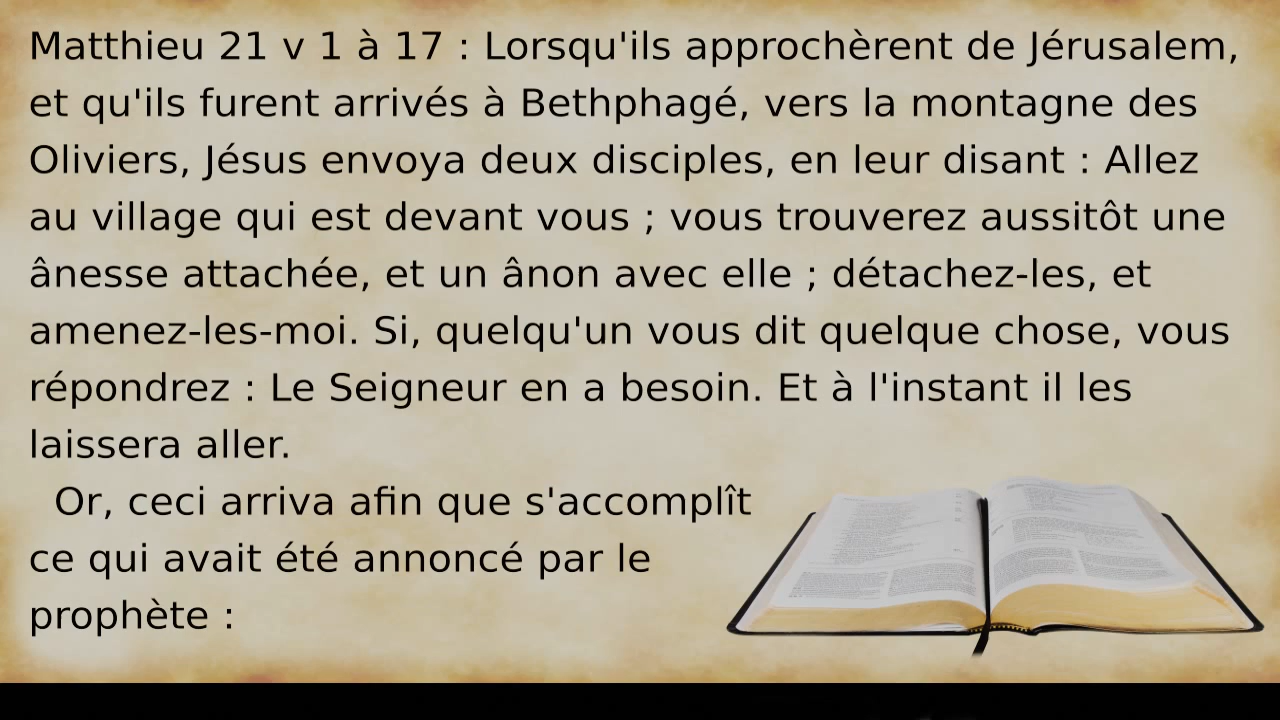 Matthieu 21 v 1 à 17 : Lorsqu'ils approchèrent de Jérusalem,
et qu'ils furent arrivés à Bethphagé, vers la montagne des
Oliviers, Jésus envoya deux disciples, en leur disant : Allez
au village qui est devant vous ; vous trouverez aussitôt une
ânesse attachée, et un ânon avec elle ; détachez-les, et
amenez-les-moi. Si, quelqu'un vous dit quelque chose, vous
répondrez : Le Seigneur en a besoin. Et à l'instant il les
laissera aller.
Or, ceci arriva afin que s'accomplît
ce qui avait été annoncé par le
prophète :